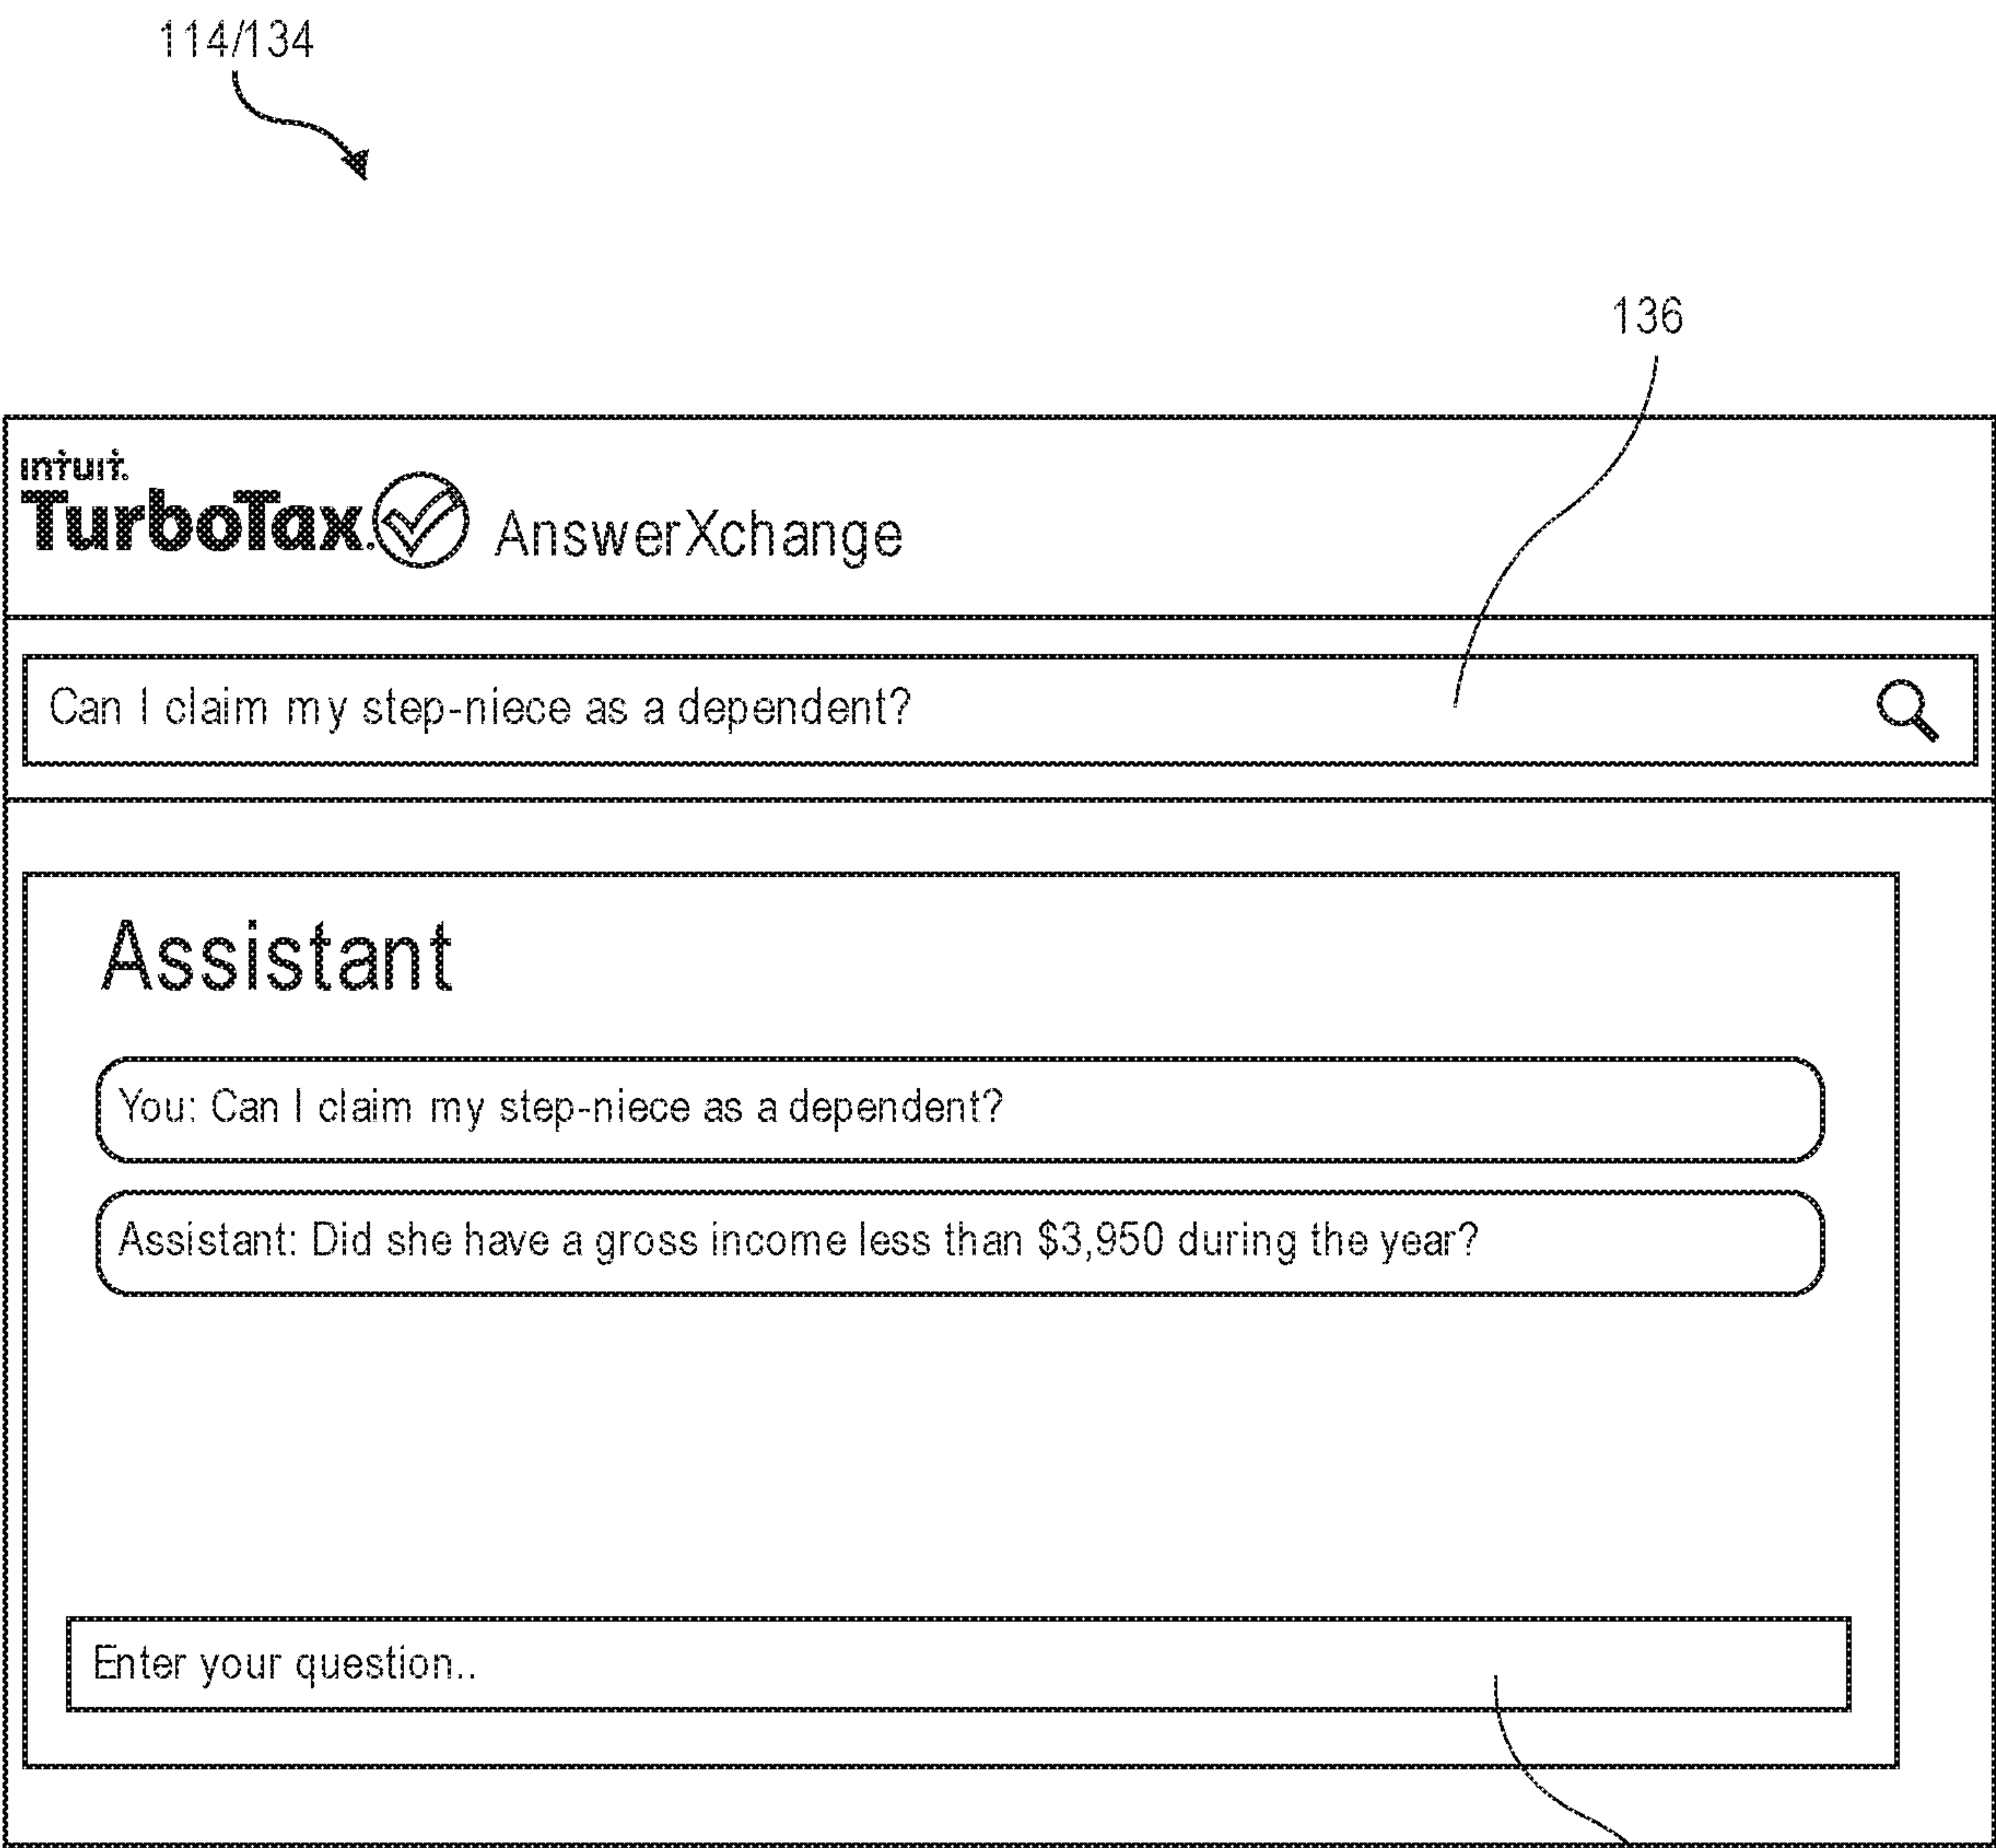 114/134
136
intuit.
TurboTax. AnswerXchange
Can I claim my step-niece as a dependent?
Assistant
You: Can I claim my step-niece as a dependent?
Assistant: Did she have a gross income less than $3,950 during the year?
Enter your question..